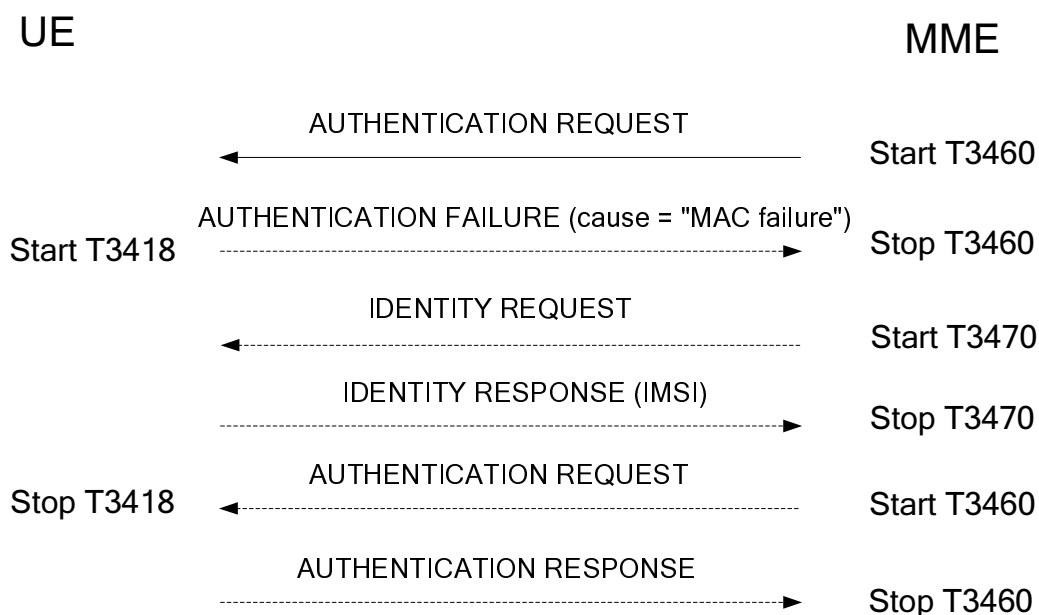 UE
MME
AUTHENTICATION REQUEST
Start T3460
AUTHENTICATION FAILURE (cause = "MAC failure")
Start T3418
Stop T3460
IDENTITY REQUEST
Start T3470
IDENTITY RESPONSE (IMSI)
Stop T3470
AUTHENTICATION REQUEST
Stop T3418
Start T3460
AUTHENTICATION RESPONSE
Stop T3460